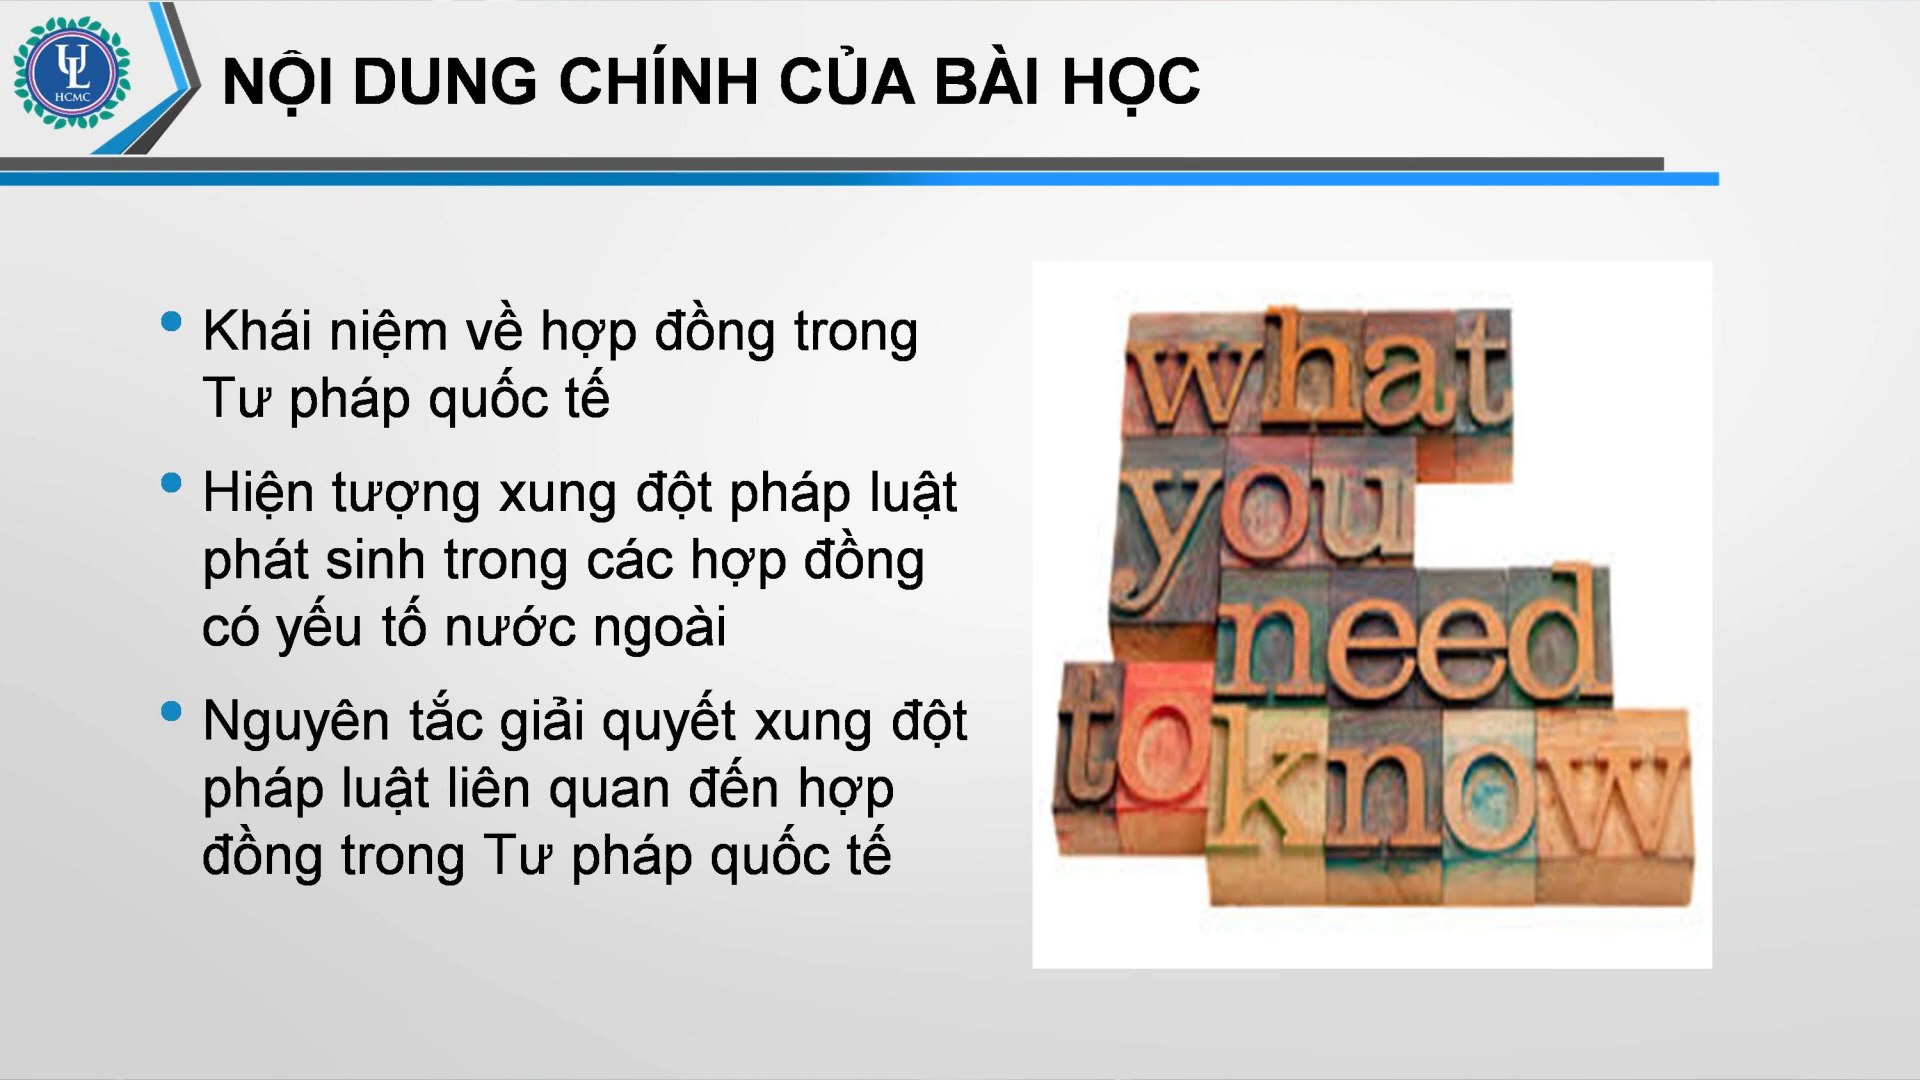 UL
HCMC
NỘI DUNG CHÍNH CỦA BÀI HỌC
Khái niệm về hợp đồng trong
Tư pháp quốc tế
Hiện tượng xung đột pháp luật
phát sinh trong các hợp đồng
có yếu tố nước ngoài
Nguyên tắc giải quyết xung đột
pháp luật liên quan đến hợp
đồng trong Tư pháp quốc tế
what
you
need
to know